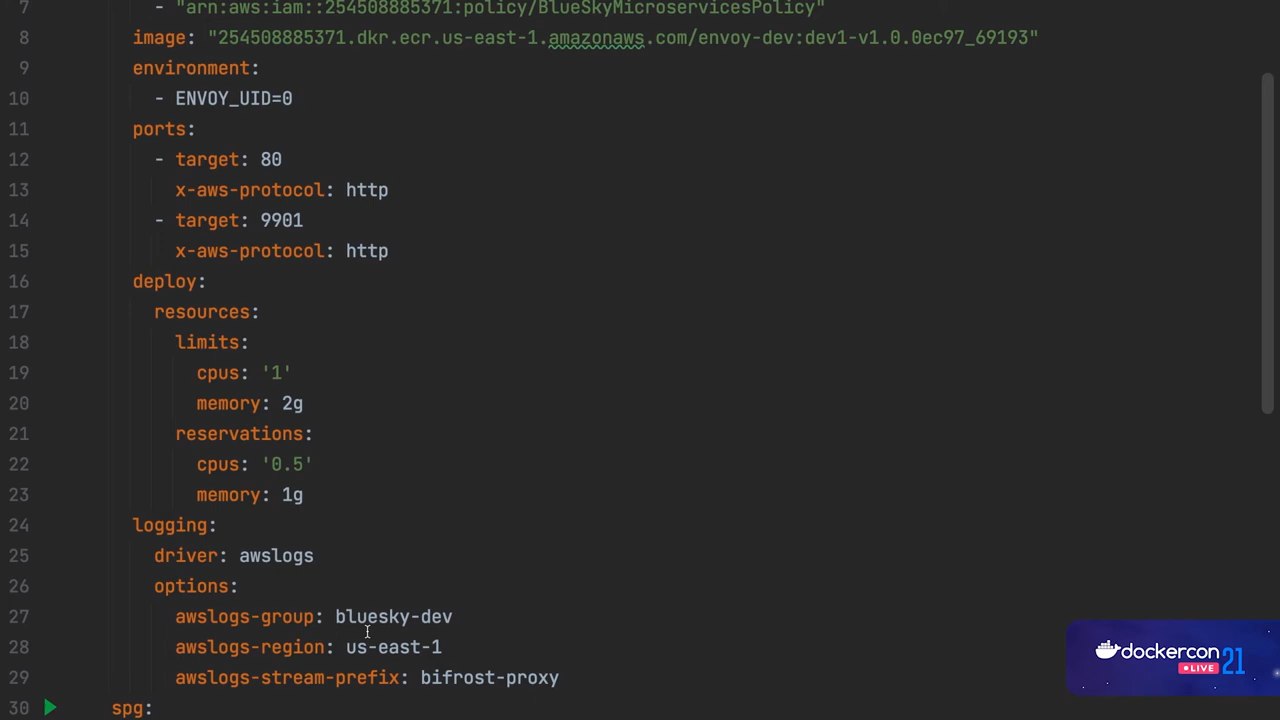 7 - "arn:aws:iam::254508885371:policy/BlueSkyMicroservicesPolicy"
8 image: "254508885371.dkr.ecr.us-east-1.amazonaws.com/envoy-dev:dev1-v1.0.0ec97_69193"
9 environment:
10 - ENVOY_UID=0
11 ports:
12 - target: 80
13 x-aws-protocol: http
14 - target: 9901
15 x-aws-protocol: http
16 deploy:
17 resources:
18 limits:
19 cpus: '1'
20 memory: 2g
21 reservations:
22 cpus: '0.5'
23 memory: 1g
24 logging:
25 driver: awslogs
26 options:
27 awslogs-group: bluesky-dev
28 awslogs-region: us-east-1
29 awslogs-stream-prefix: bifrost-proxy
30 spg:
dockercon
LIVE 21